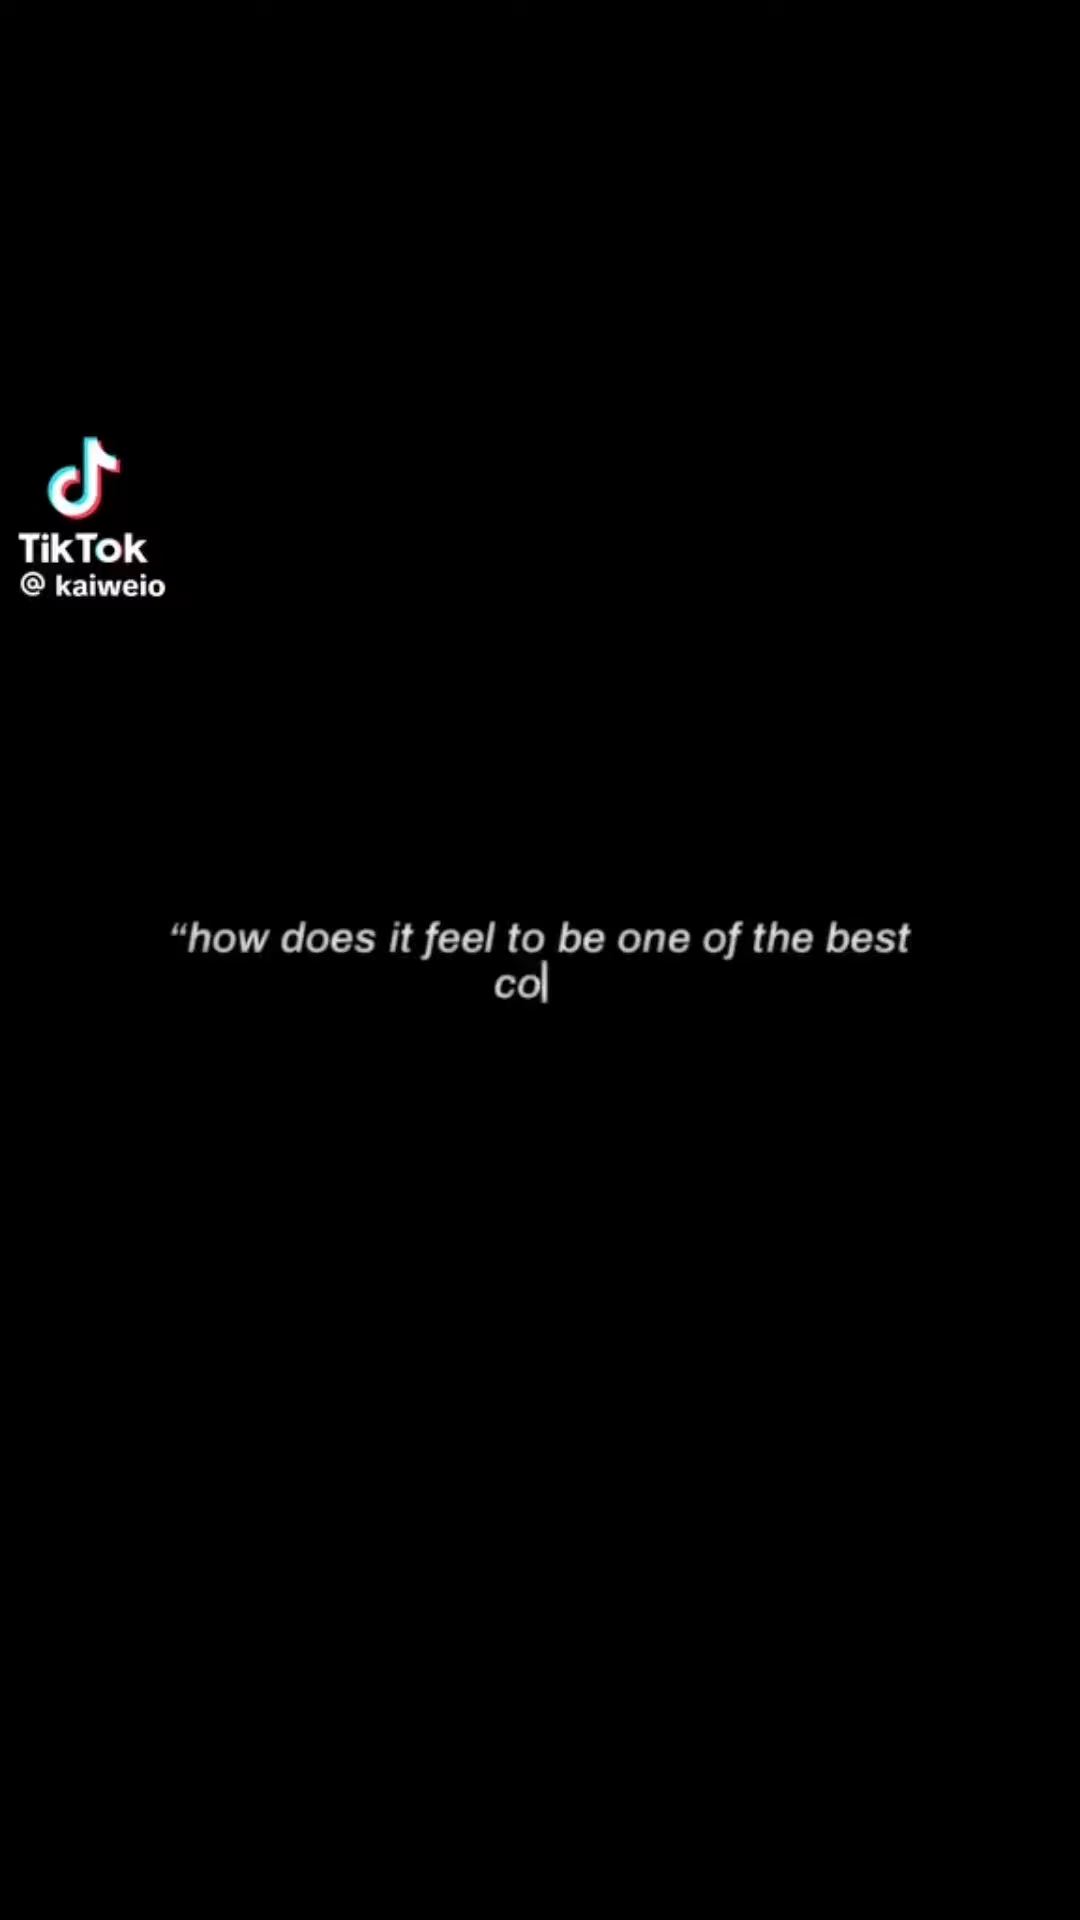 TikTok
@ kaiweio
“how does it feel to be one of the best
co